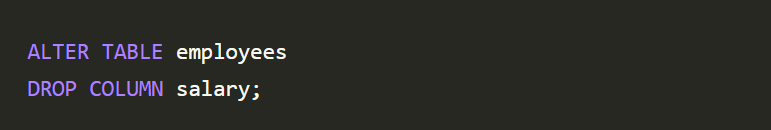 ALTER TABLE employees
DROP COLUMN salary;